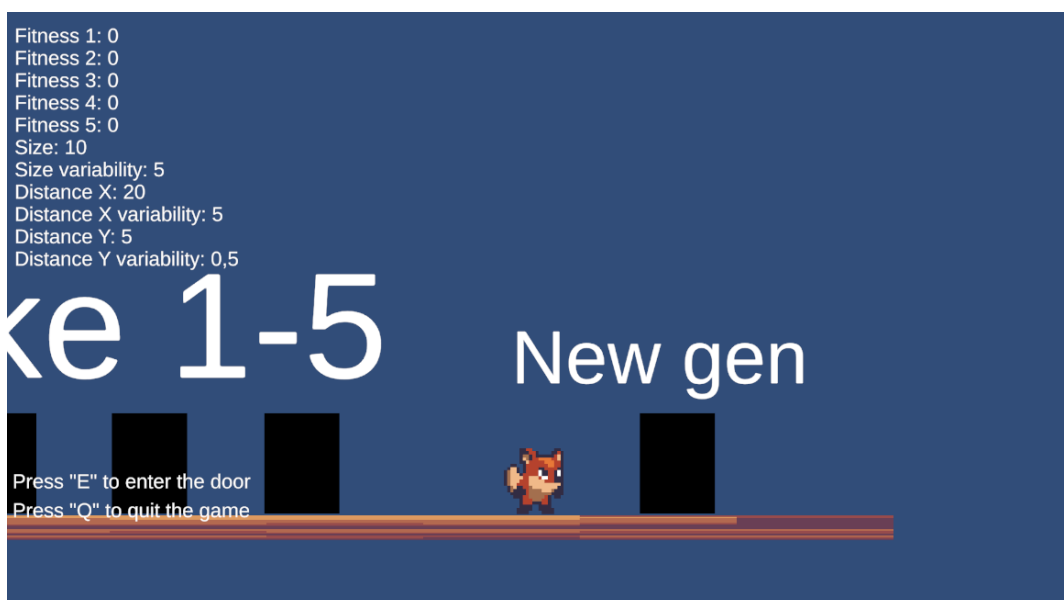 Fitness 1: 0
Fitness 2: 0
Fitness 3: 0
Fitness 4: 0
Fitness 5: 0
Size: 10
Size variability: 5
Distance X: 20
Distance X variability: 5
Distance Y: 5
Distance Y variability: 0,5
ke 1-5
New gen
Press "E" to enter the door
Press "Q" to quit the game